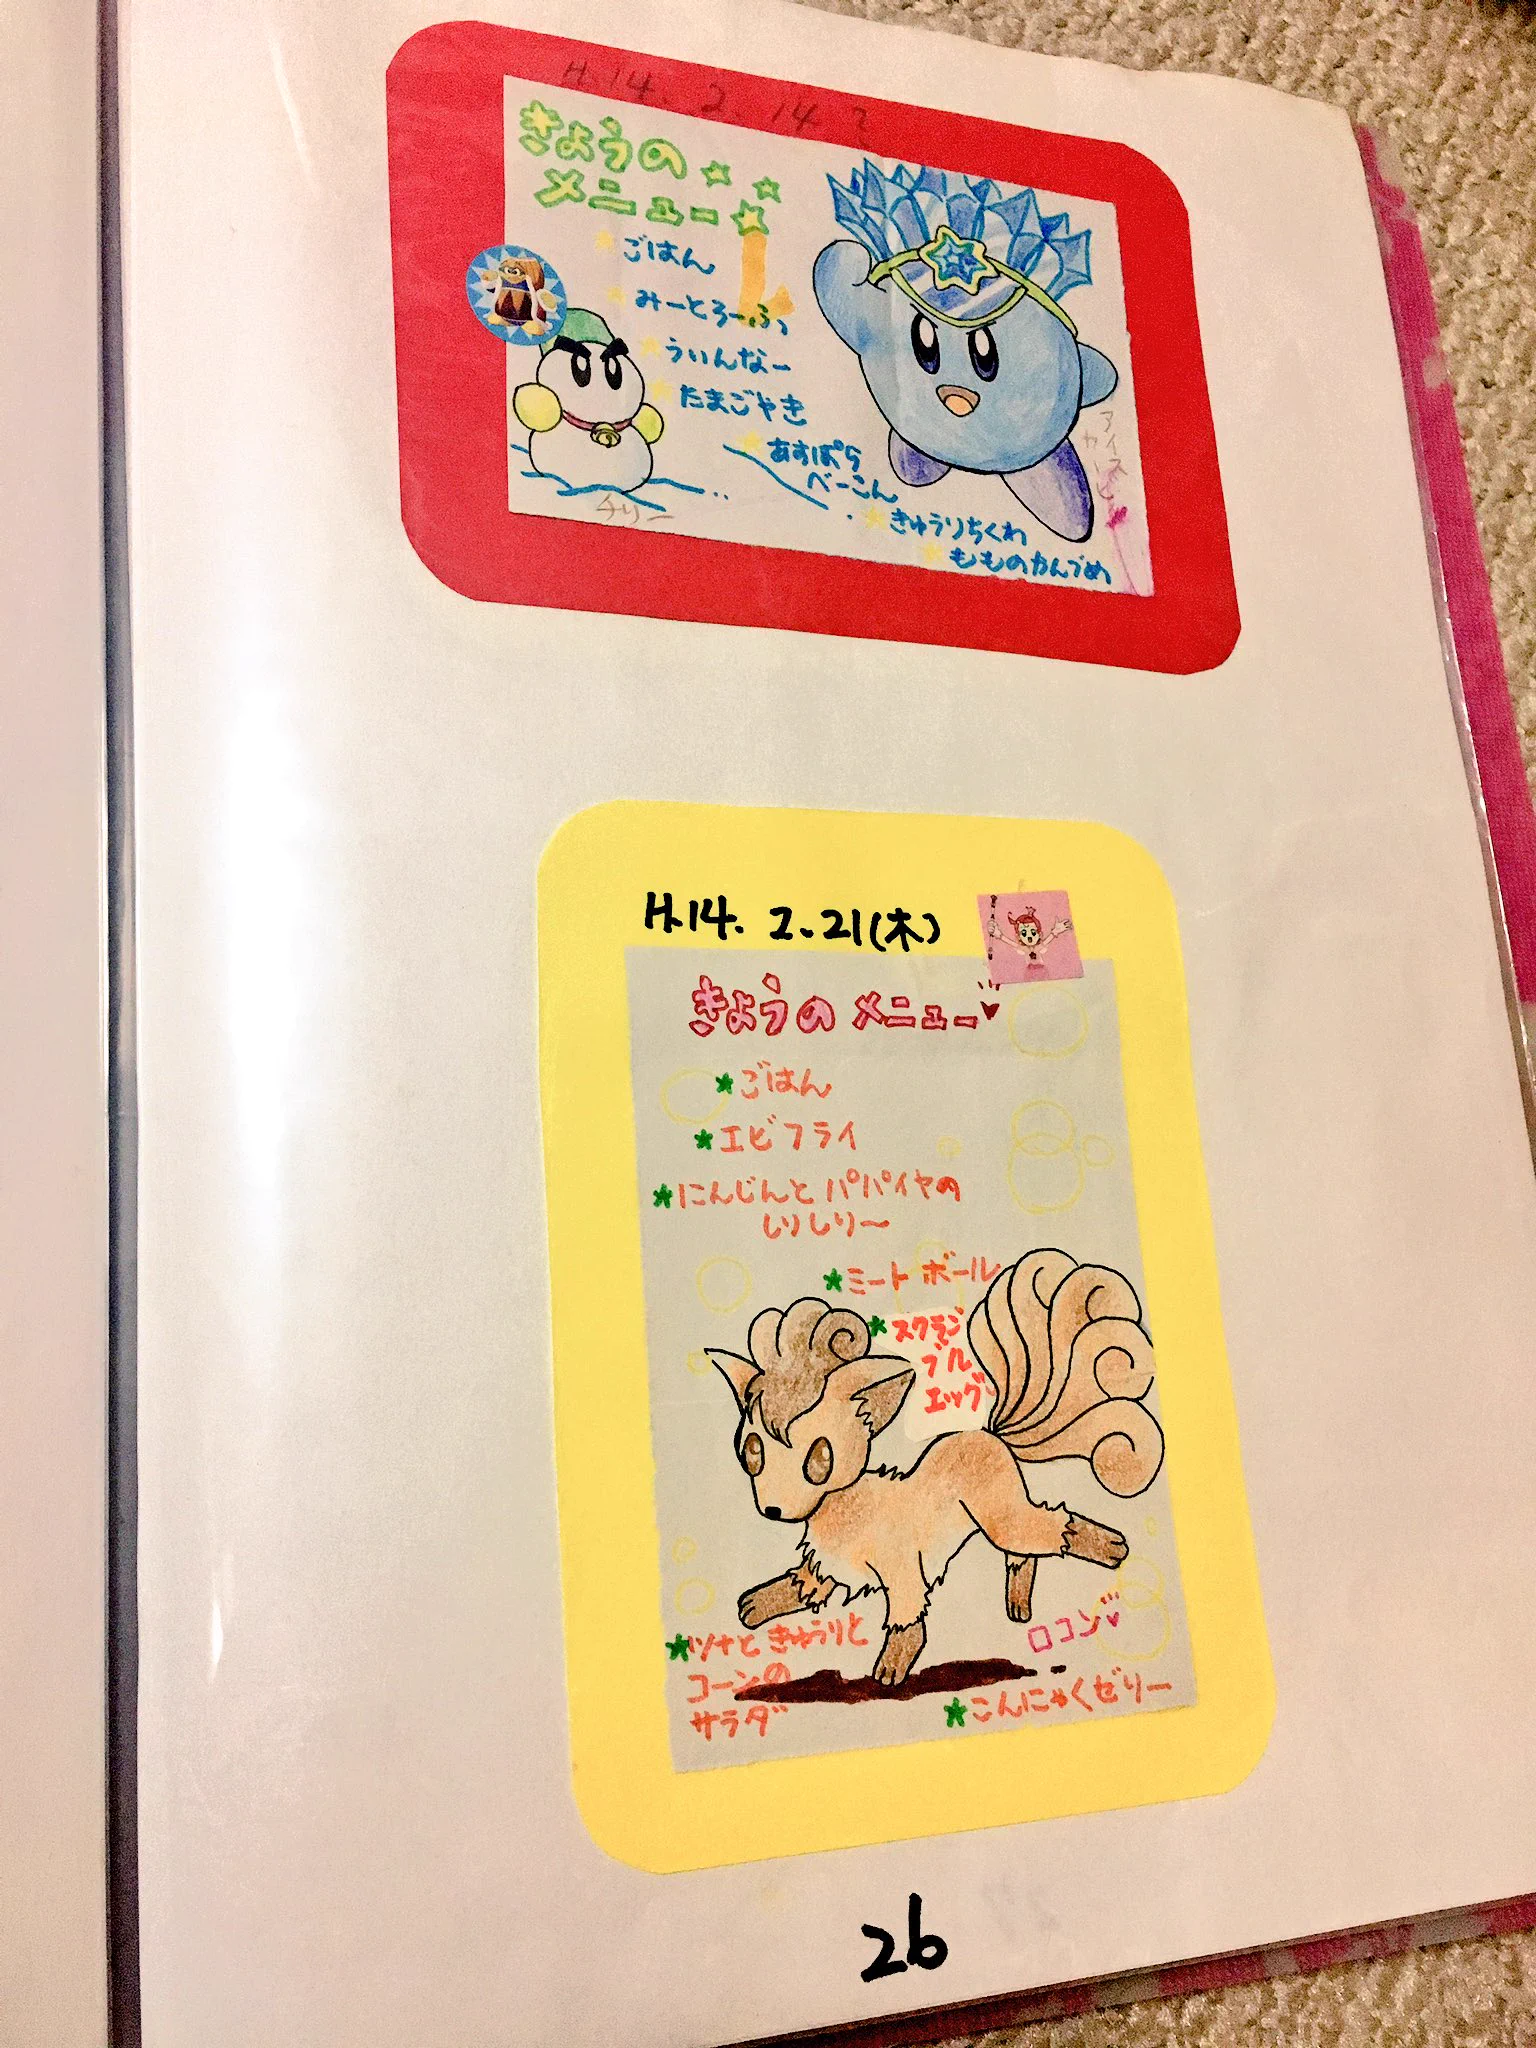 H.14.2.14?
きょうの
メニュー
ごはん
みーとろーふ
ういんなー
たまごやき
あすぱら
べーこん
きゅうりちくわ
もものかんづめ
チリー
アイス
カービィ
H.14.2.21(木)
きょうのメニュー
ごはん
エビフライ
にんじんとパパイヤの
しりしり〜
ミートボール
スクラン
ブル
エッグ
ツナときゅうりと
コーンの
サラダ
ロコン
こんにゃくゼリー
26